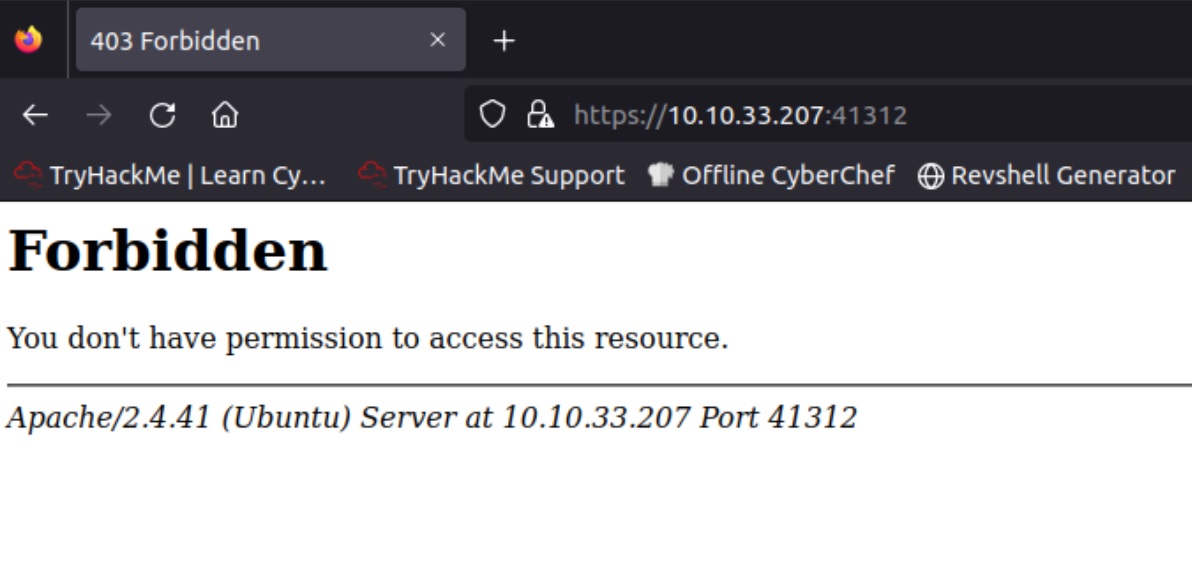 403 Forbidden
https://10.10.33.207:41312
TryHackMe | Learn Cy... TryHackMe Support Offline CyberChef Revshell Generator
Forbidden
You don't have permission to access this resource.
Apache/2.4.41 (Ubuntu) Server at 10.10.33.207 Port 41312